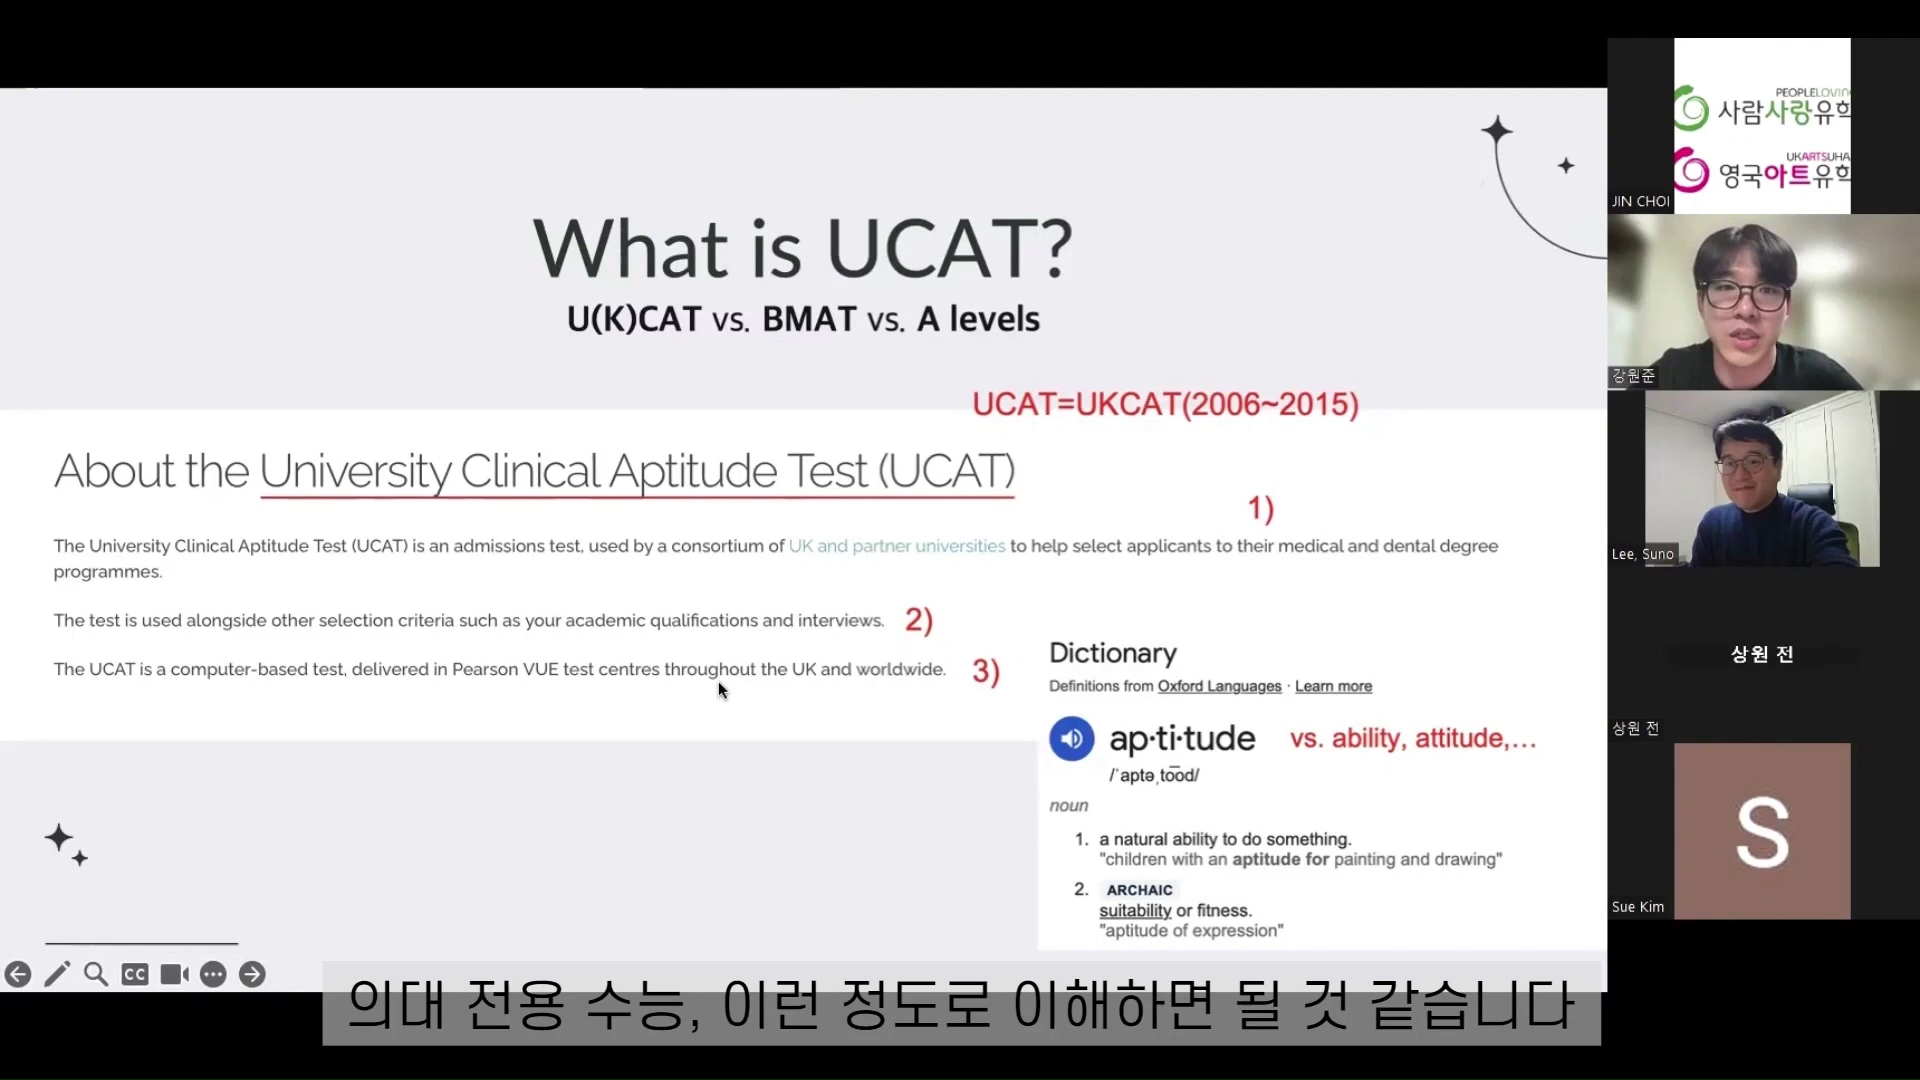 What is UCAT?
U(K)CAT vs. BMAT vs. A levels
UCAT=UKCAT(2006~2015)
About the University Clinical Aptitude Test (UCAT)
1)
The University Clinical Aptitude Test (UCAT) is an admissions test, used by a consortium of UK and partner universities to help select applicants to their medical and dental degree
programmes.
The test is used alongside other selection criteria such as your academic qualifications and interviews. 2)
The UCAT is a computer-based test, delivered in Pearson VUE test centres throughout the UK and worldwide. 3)
Dictionary
Definitions from Oxford Languages · Learn more
ap·ti·tude vs. ability, attitude,...
/ˈaptəˌto͞od/
noun
1. a natural ability to do something.
"children with an aptitude for painting and drawing"
2. ARCHAIC
suitability or fitness.
"aptitude of expression"
CC
의대 전용 수능, 이런 정도로 이해하면 될 것 같습니다
PEOPLELOVIN
사람사랑유학
UKARTSUHA
영국아트유학
JIN CHOI
강원준
Lee, Suno
상원 전
상원 전
S
Sue Kim